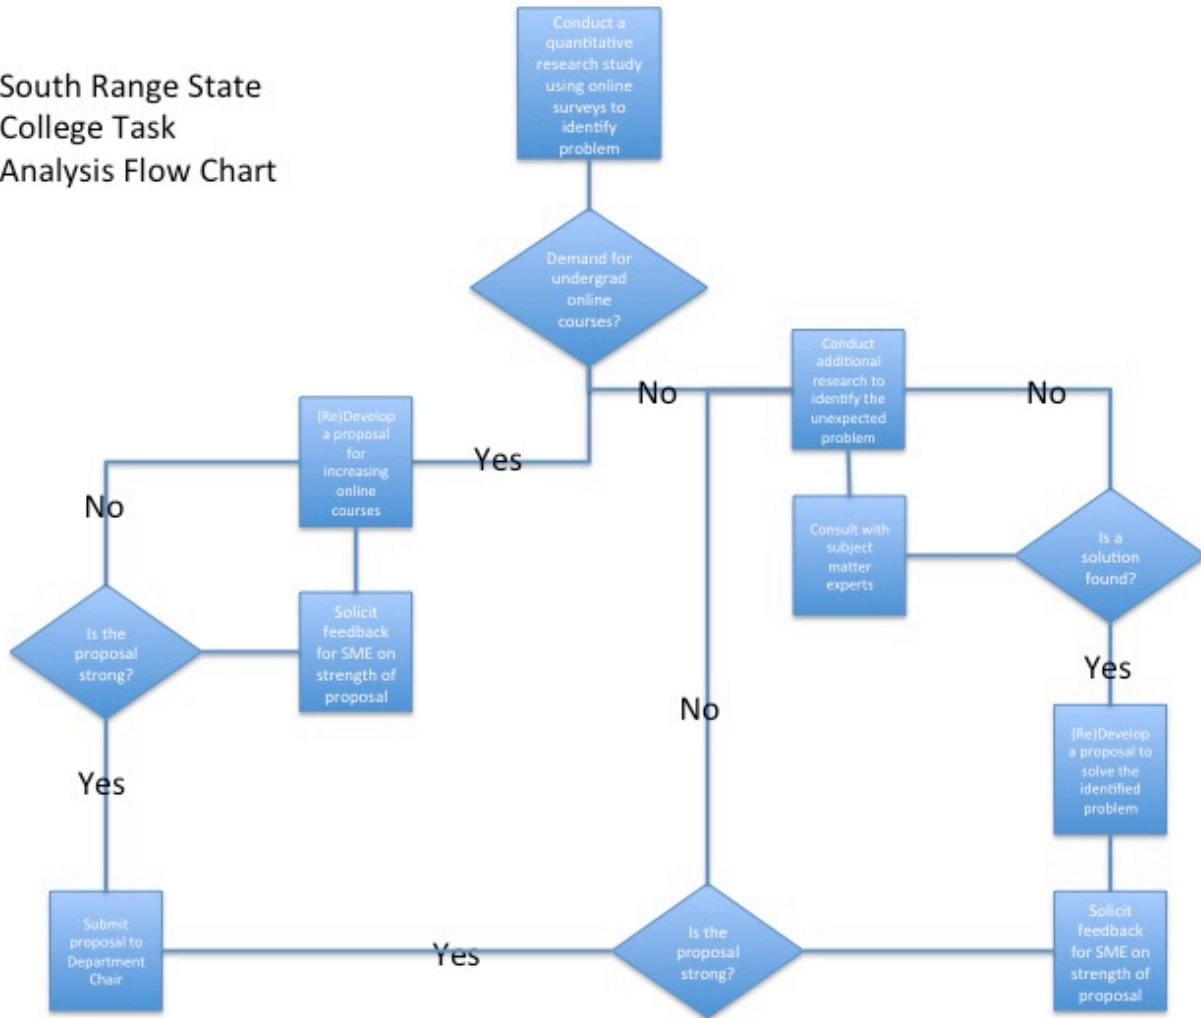 South Range State
College Task
Analysis Flow Chart
Conduct a
quantitative
research study
using online
surveys to
identify
problem
Demand for
undergrad
online
courses?
No
Conduct
additional
research to
identify the
unexpected
problem
No
Yes
(Re)Develop
a proposal
for
increasing
online
courses
No
Consult with
subject
matter
experts
Is a
solution
found?
Is the
proposal
strong?
Solicit
feedback
for SME on
strength of
proposal
Yes
No
(Re)Develop
a proposal to
solve the
identified
problem
Yes
Submit
proposal to
Department
Chair
Yes
Is the
proposal
strong?
Solicit
feedback
for SME on
strength of
proposal